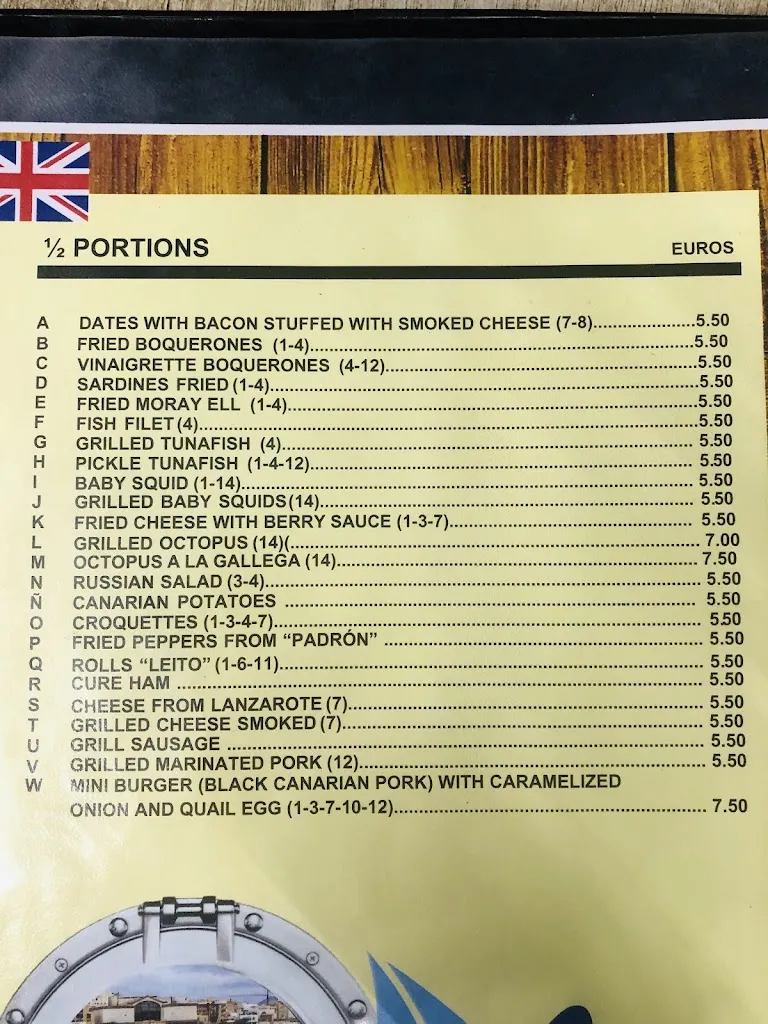 ½ PORTIONS EUROS
A DATES WITH BACON STUFFED WITH SMOKED CHEESE (7-8)..........................5.50
B FRIED BOQUERONES (1-4)..........................5.50
C VINAIGRETTE BOQUERONES (4-12)..........................5.50
D SARDINES FRIED (1-4)..........................5.50
E FRIED MORAY ELL (1-4)..........................5.50
F FISH FILET (4)..........................5.50
G GRILLED TUNAFISH (4)..........................5.50
H PICKLE TUNAFISH (1-4-12)..........................5.50
I BABY SQUID (1-14)..........................5.50
J GRILLED BABY SQUIDS(14)..........................5.50
K FRIED CHEESE WITH BERRY SAUCE (1-3-7)..........................5.50
L GRILLED OCTOPUS (14)(..........................7.00
M OCTOPUS A LA GALLEGA (14)..........................7.50
N RUSSIAN SALAD (3-4)..........................5.50
Ñ CANARIAN POTATOES ..........................5.50
O CROQUETTES (1-3-4-7)..........................5.50
P FRIED PEPPERS FROM “PADRÓN” ..........................5.50
Q ROLLS “LEITO” (1-6-11)..........................5.50
R CURE HAM ..........................5.50
S CHEESE FROM LANZAROTE (7)..........................5.50
T GRILLED CHEESE SMOKED (7)..........................5.50
U GRILL SAUSAGE ..........................5.50
V GRILLED MARINATED PORK (12)..........................5.50
W MINI BURGER (BLACK CANARIAN PORK) WITH CARAMELIZED
ONION AND QUAIL EGG (1-3-7-10-12)..........................7.50